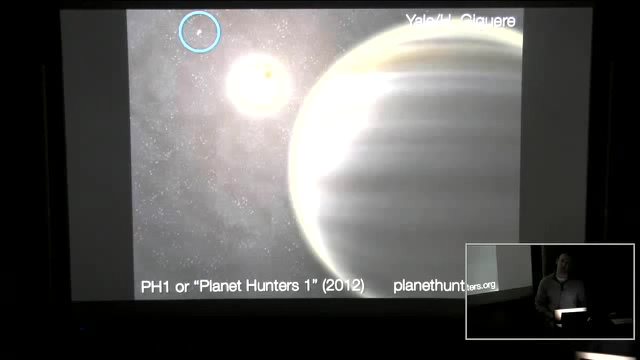 Yale/H. Giguere
PH1 or “Planet Hunters 1” (2012)
planethunters.org